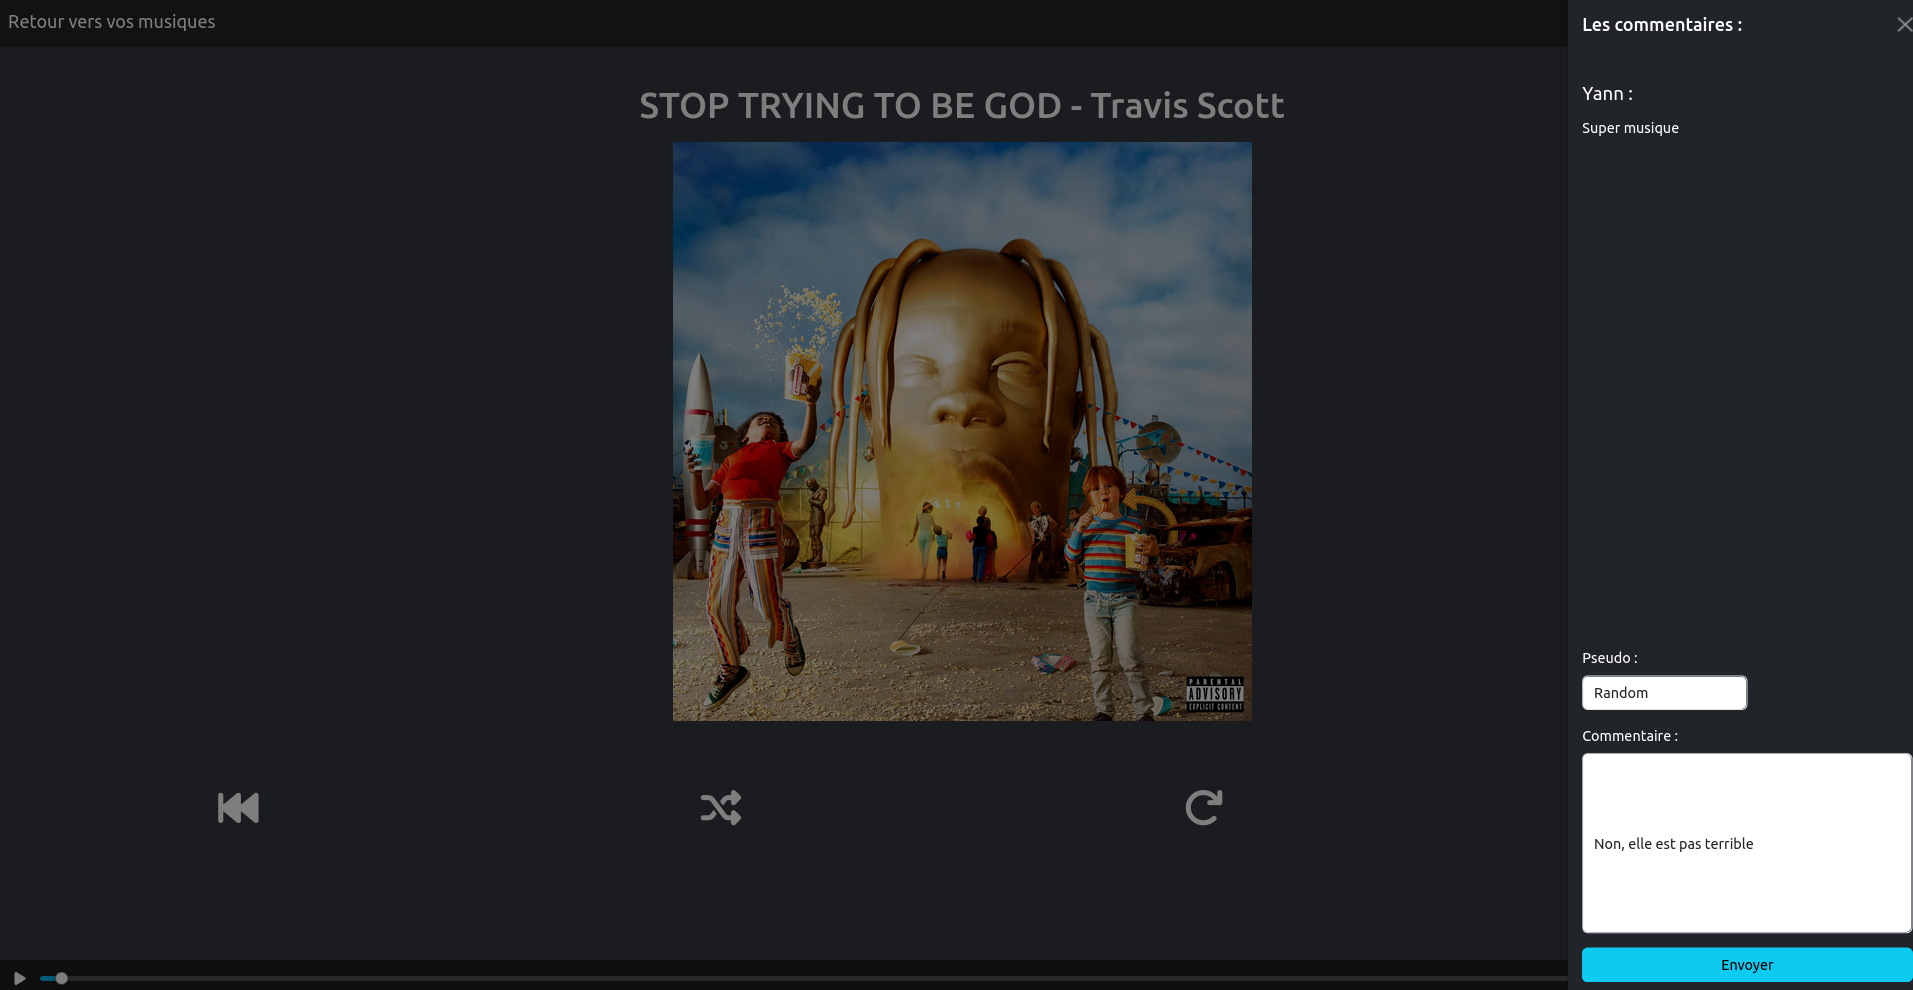 Retour vers vos musiques
STOP TRYING TO BE GOD - Travis Scott
PARENTAL
ADVISORY
EXPLICIT CONTENT
Les commentaires :
Yann :
Super musique
Pseudo :
Random
Commentaire :
Non, elle est pas terrible
Envoyer